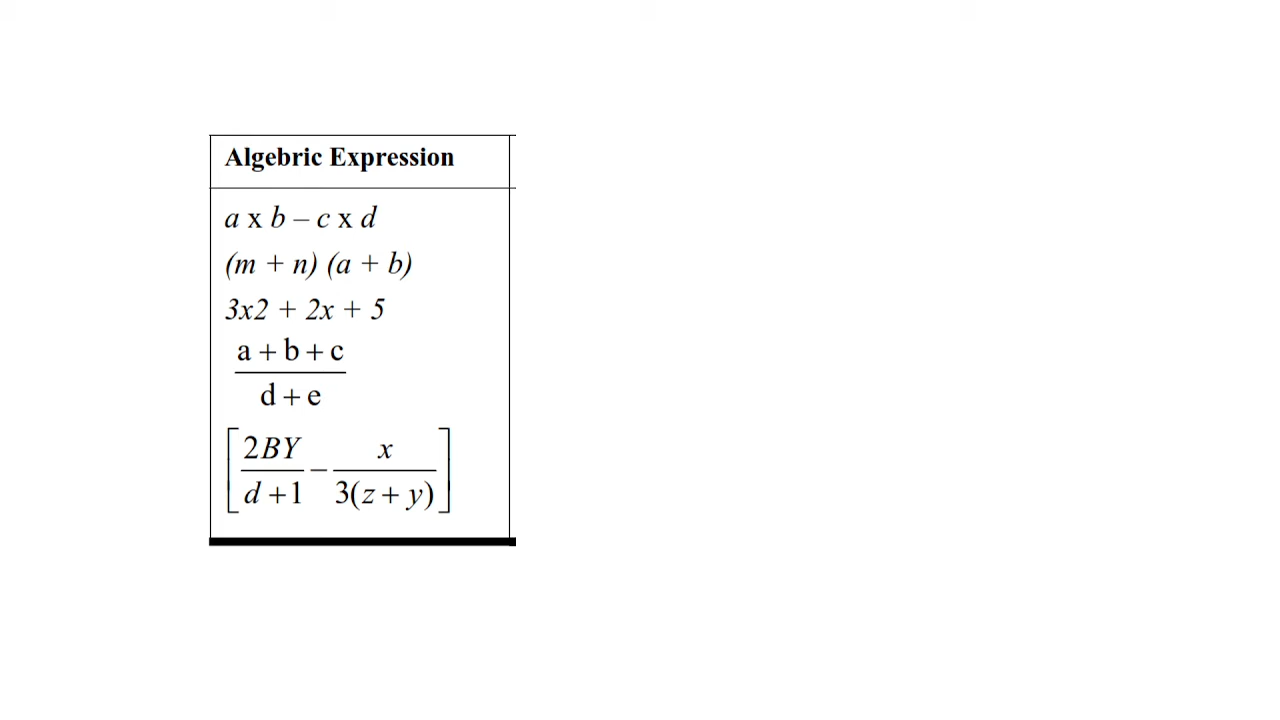 Algebric Expression
a x b – c x d
(m + n) (a + b)
3x2 + 2x + 5
a + b + c
d + e
[2BY / d + 1 – x / 3(z + y)]